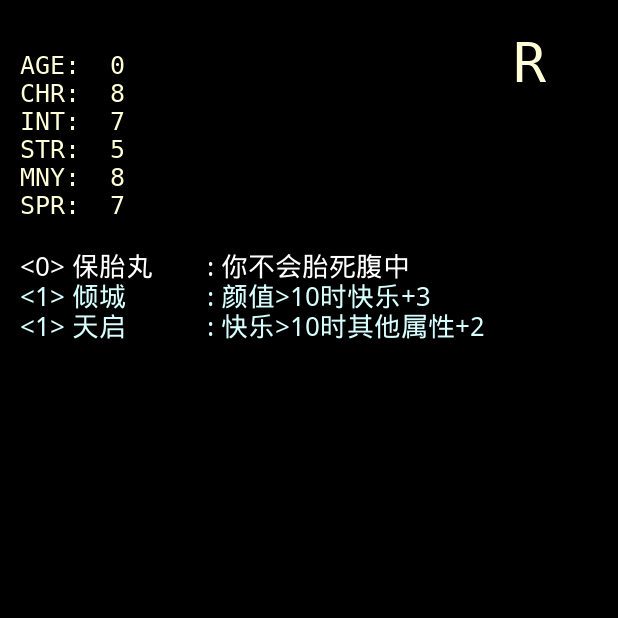 R
AGE: 0
CHR: 8
INT: 7
STR: 5
MNY: 8
SPR: 7
<0> 保胎丸 : 你不会胎死腹中
<1> 倾城 : 颜值>10时快乐+3
<1> 天启 : 快乐>10时其他属性+2